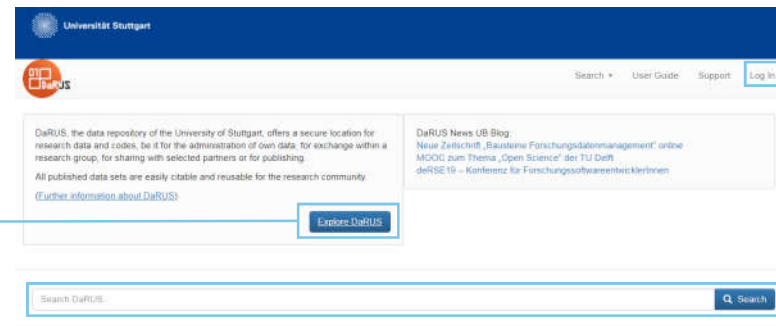 Universität Stuttgart
DaRUS
Search
User Guide
Support
Log In
DaRUS, the data repository of the University of Stuttgart, offers a secure location for
research data and codes, be it for the administration of own data, for exchange within a
research group, for sharing with selected partners or for publishing.
All published data sets are easily citable and reusable for the research community.
(Further information about DaRUS)
Explore DaRUS
DaRUS News UB Blog:
Neue Zeitschrift „Bausteine Forschungsdatenmanagement" online
MOOC zum Thema „Open Science" der TU Delft
deRSE19 – Konferenz für ForschungssoftwareentwicklerInnen
Search DaRUS...
Search